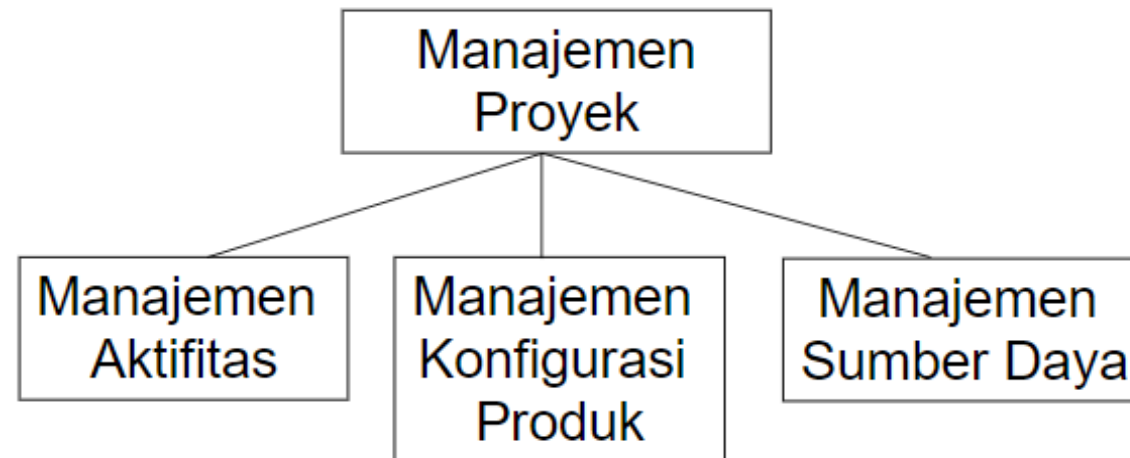 Manajemen
Proyek
Manajemen
Aktifitas
Manajemen
Konfigurasi
Produk
Manajemen
Sumber Daya